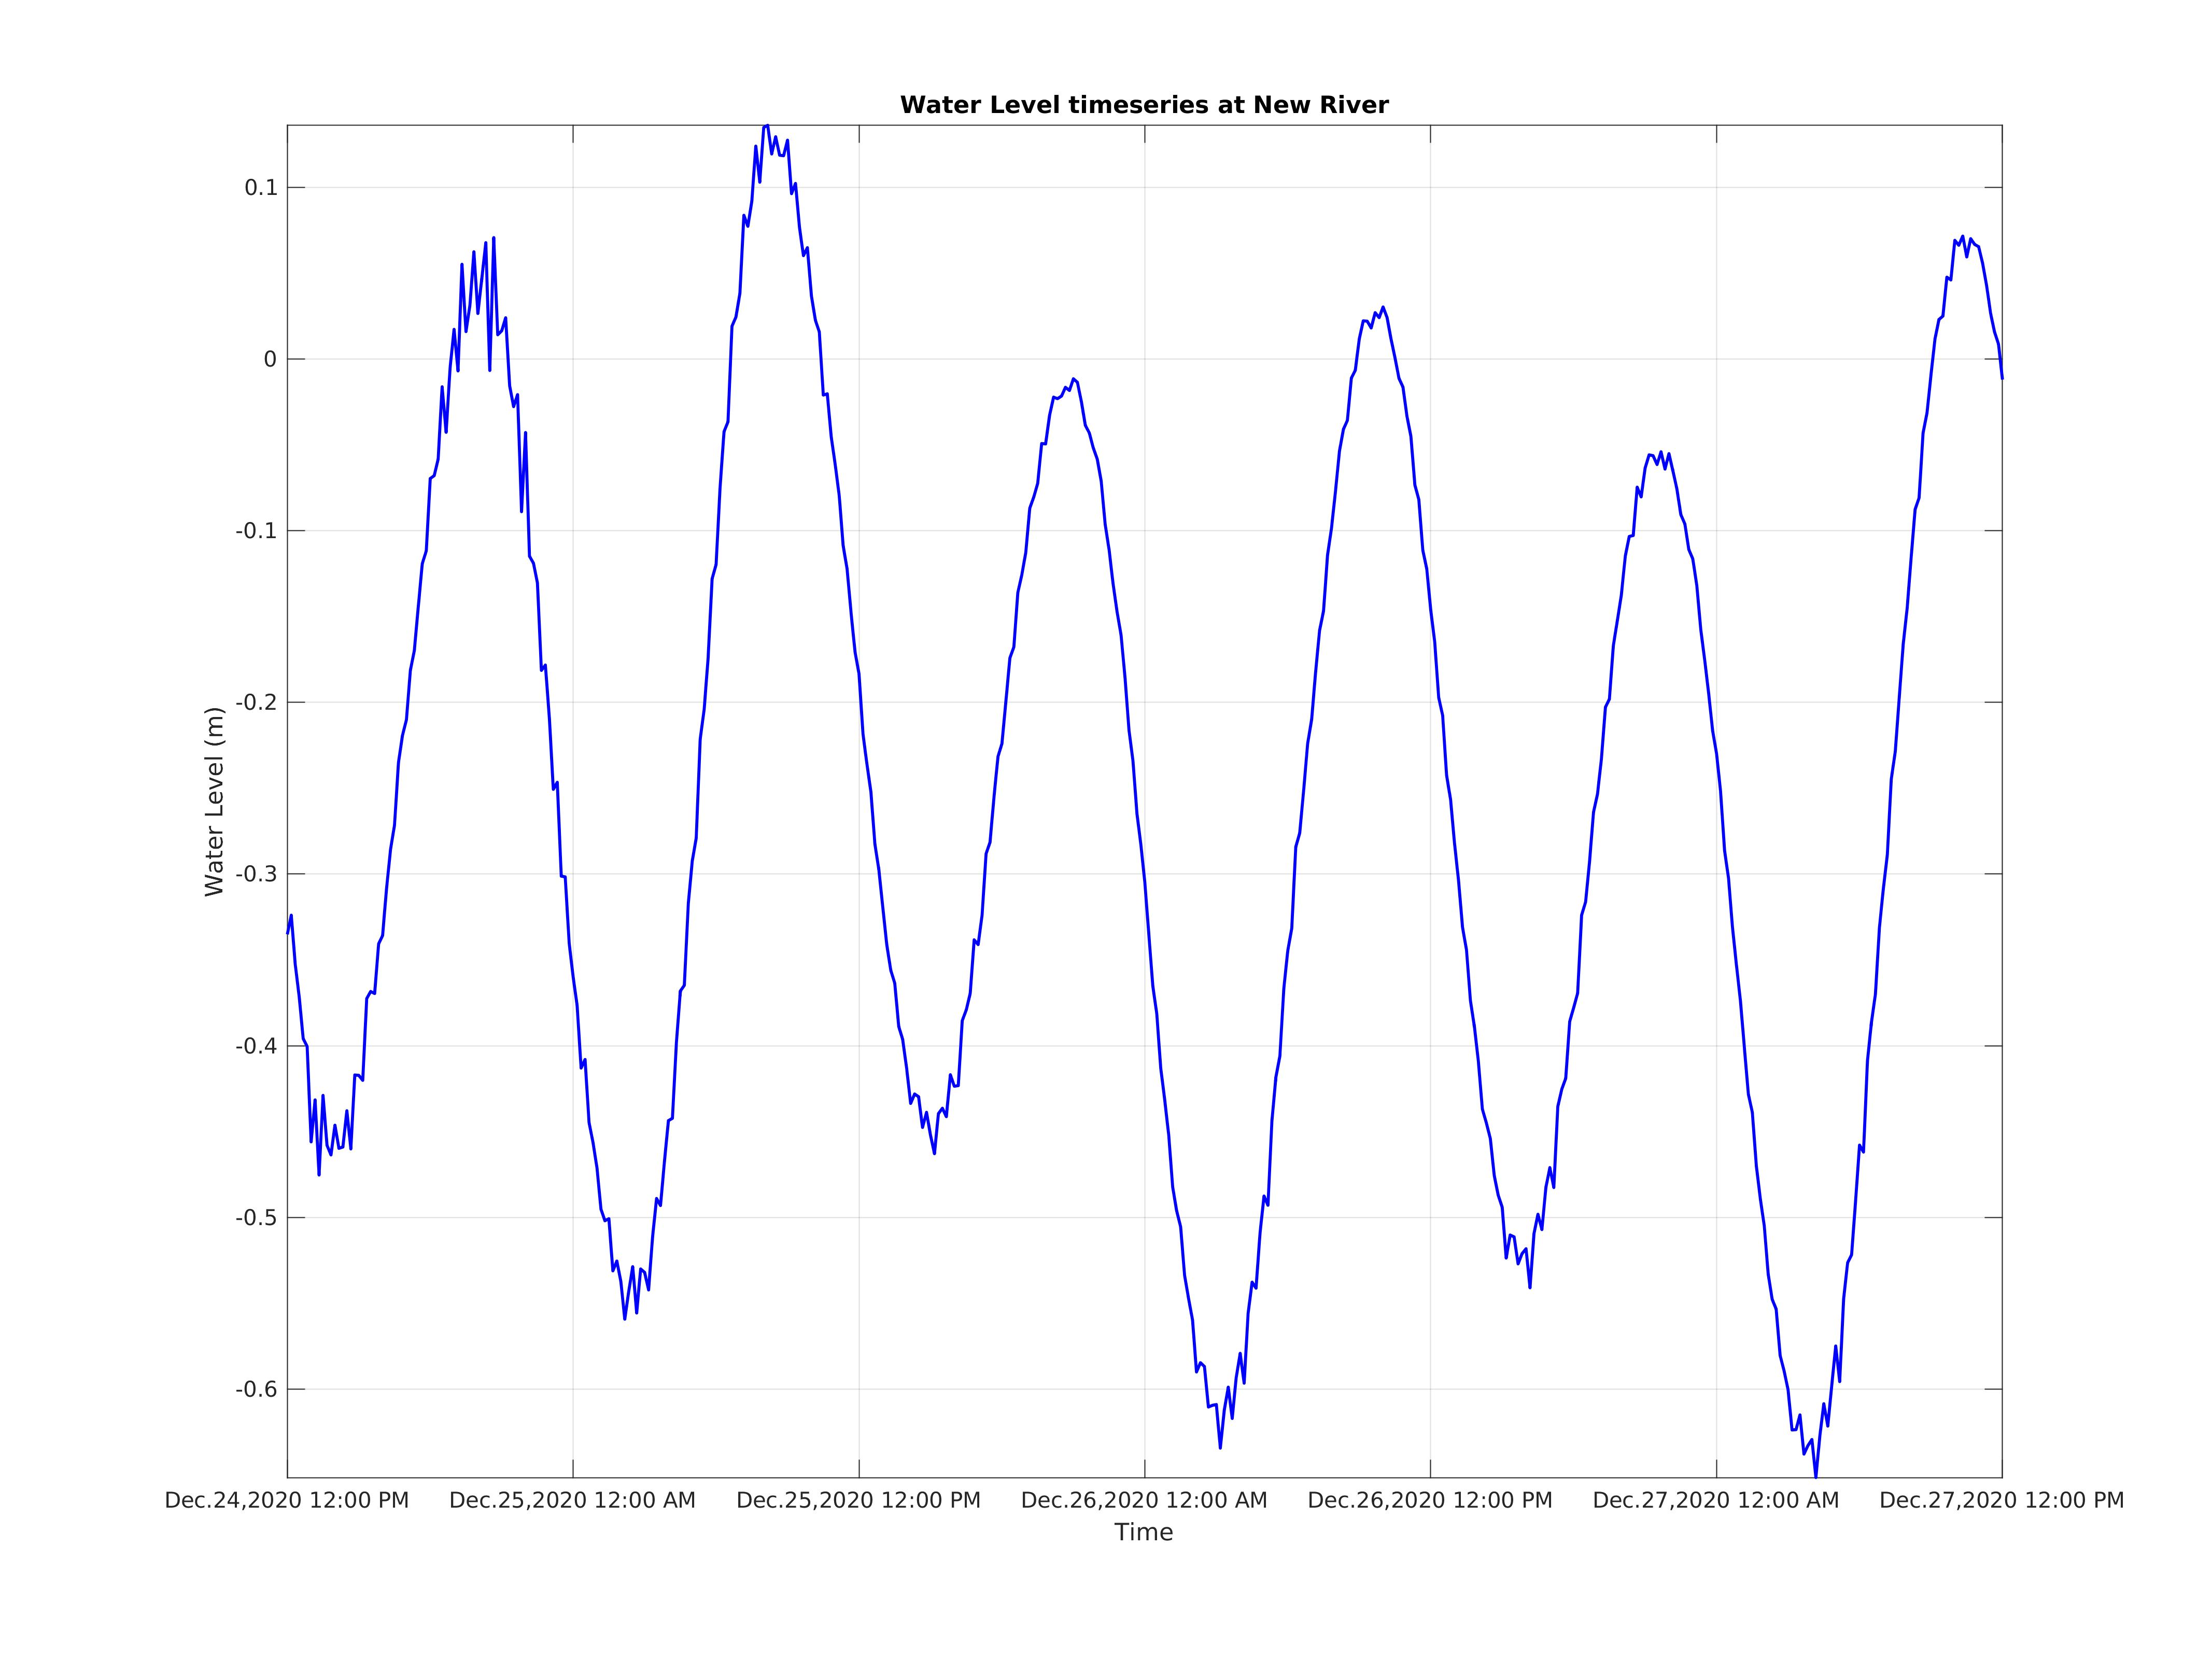 Water Level timeseries at New River
0.1
0
-0.1
-0.2
-0.3
-0.4
-0.5
-0.6
Water Level (m)
Dec.24,2020 12:00 PM Dec.25,2020 12:00 AM Dec.25,2020 12:00 PM Dec.26,2020 12:00 AM Dec.26,2020 12:00 PM Dec.27,2020 12:00 AM Dec.27,2020 12:00 PM
Time